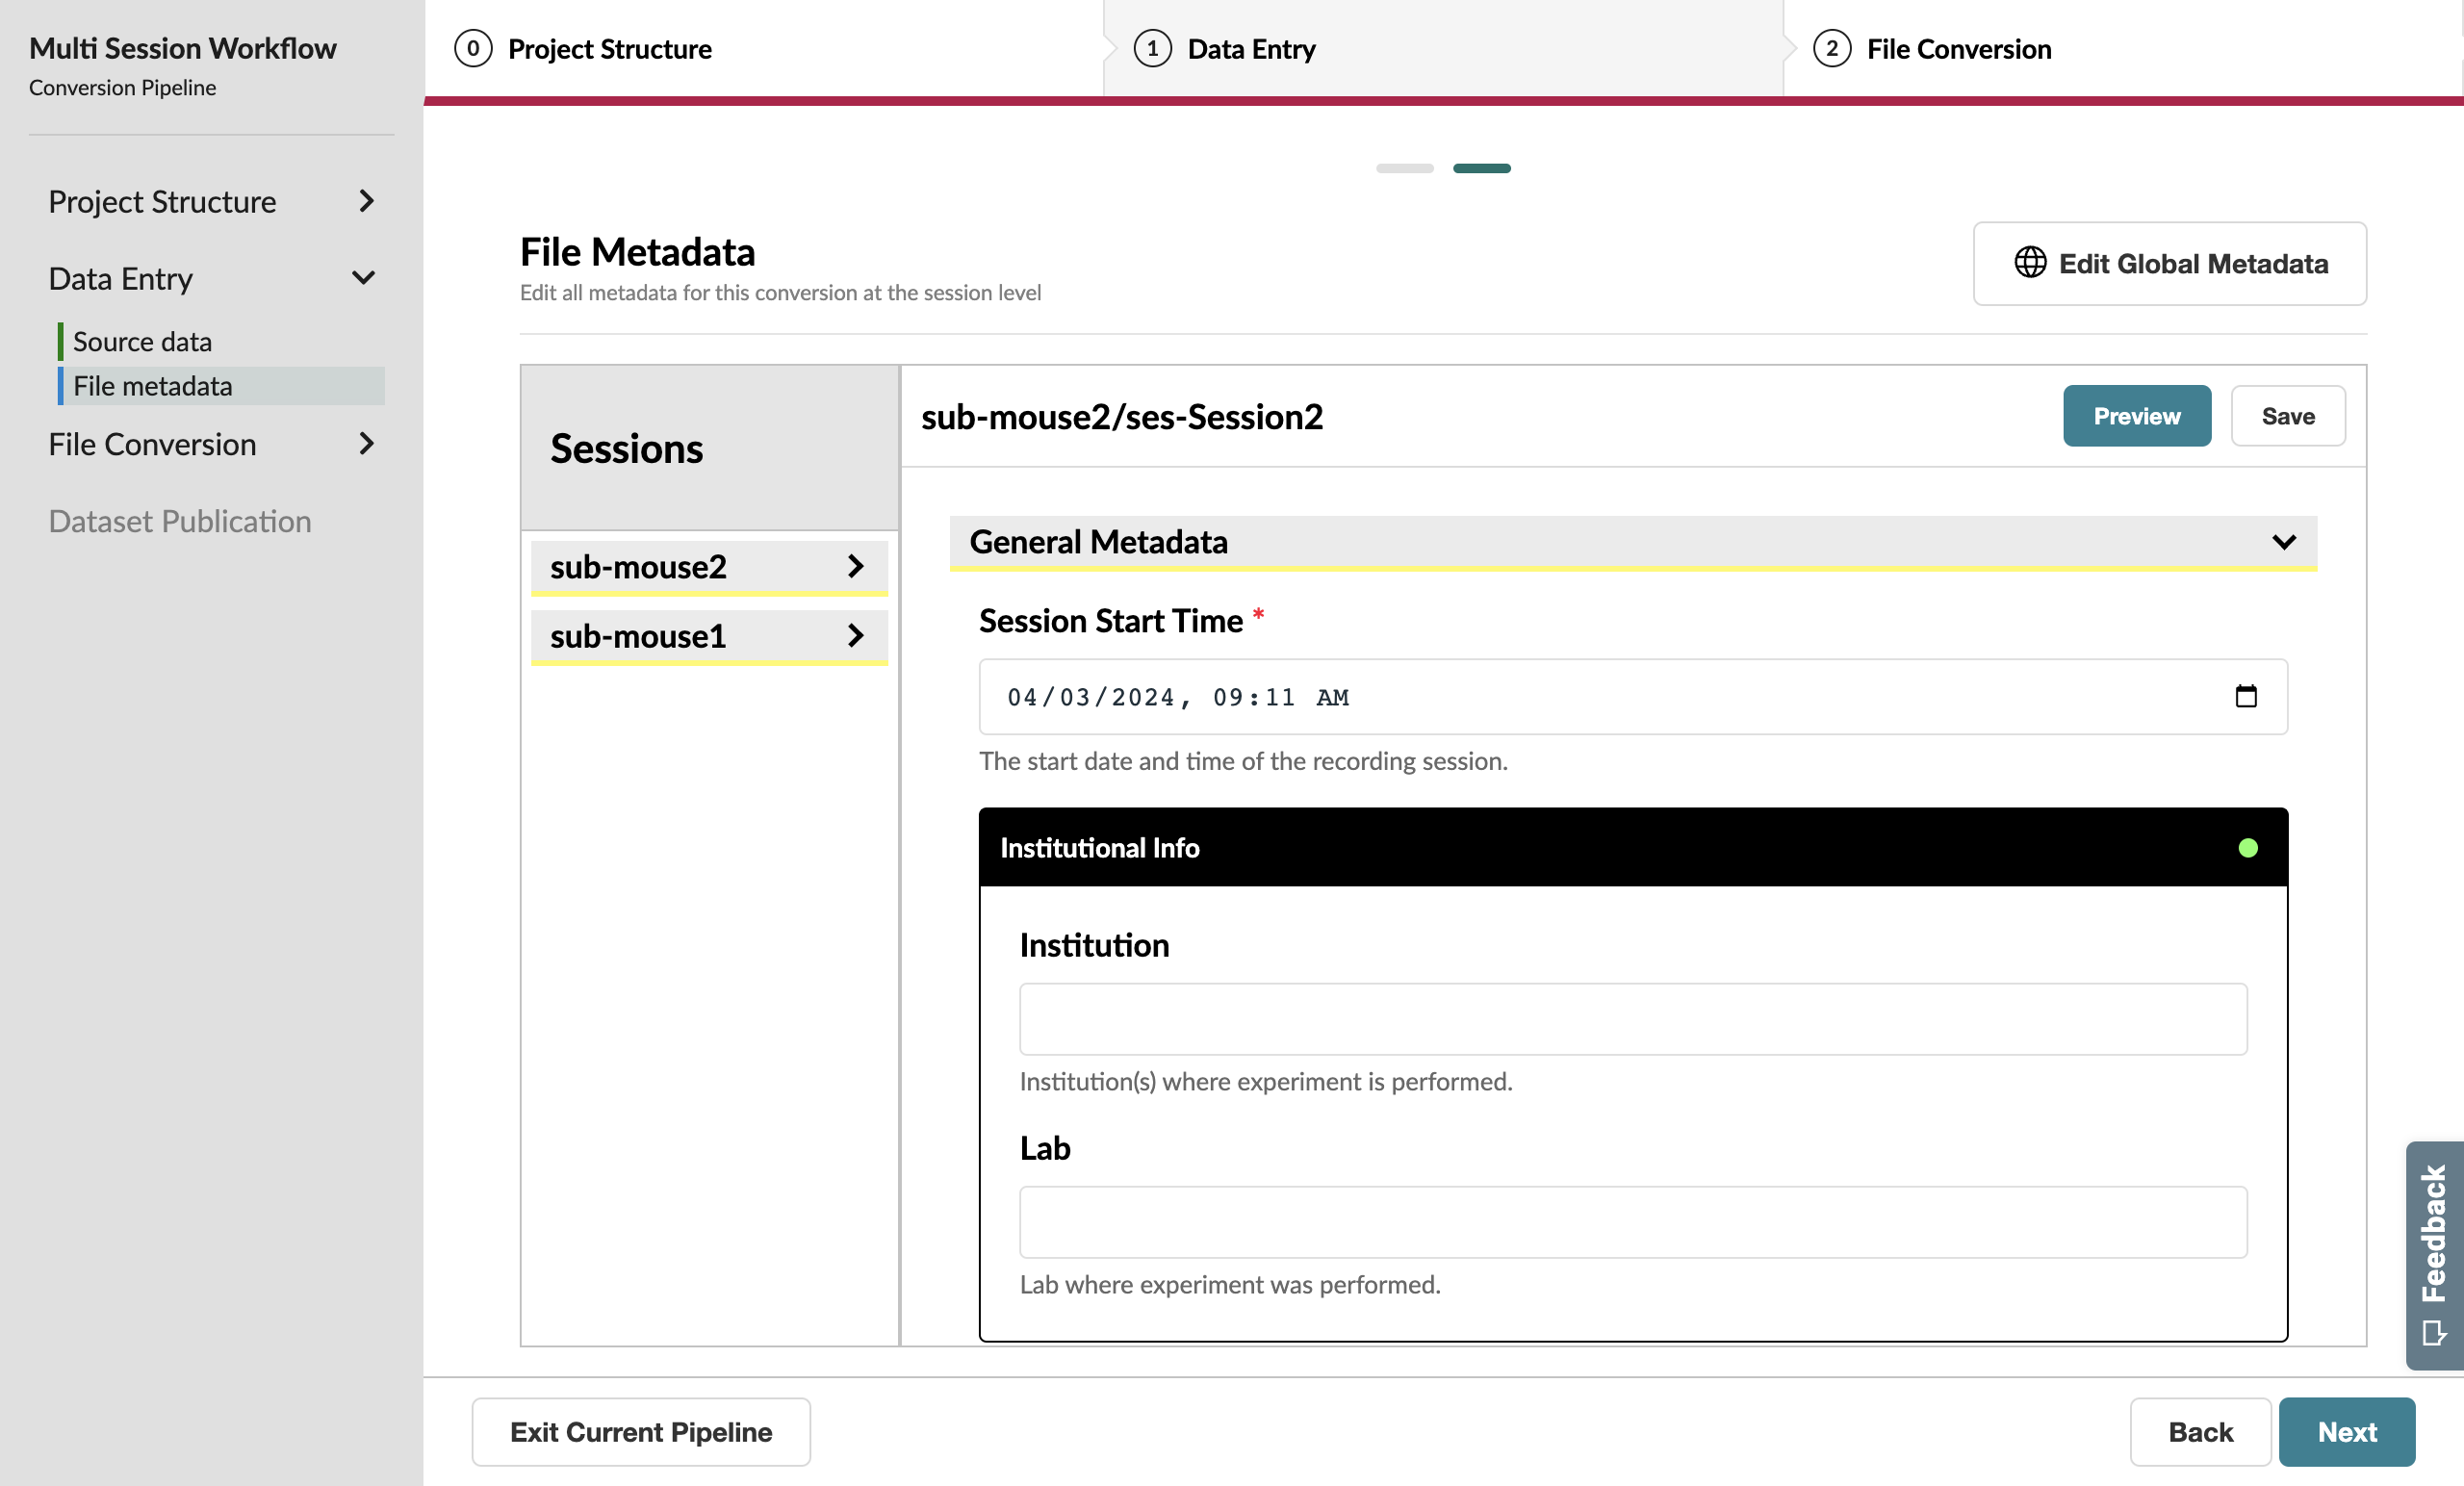 Multi Session Workflow
Conversion Pipeline
Project Structure
Data Entry
Source data
File metadata
File Conversion
Dataset Publication
0 Project Structure
1 Data Entry
2 File Conversion
File Metadata
Edit all metadata for this conversion at the session level
Edit Global Metadata
Sessions
sub-mouse2
sub-mouse1
sub-mouse2/ses-Session2
Preview
Save
General Metadata
Session Start Time *
04/03/2024, 09:11 AM
The start date and time of the recording session.
Institutional Info
Institution
Institution(s) where experiment is performed.
Lab
Lab where experiment was performed.
Feedback
Exit Current Pipeline
Back
Next